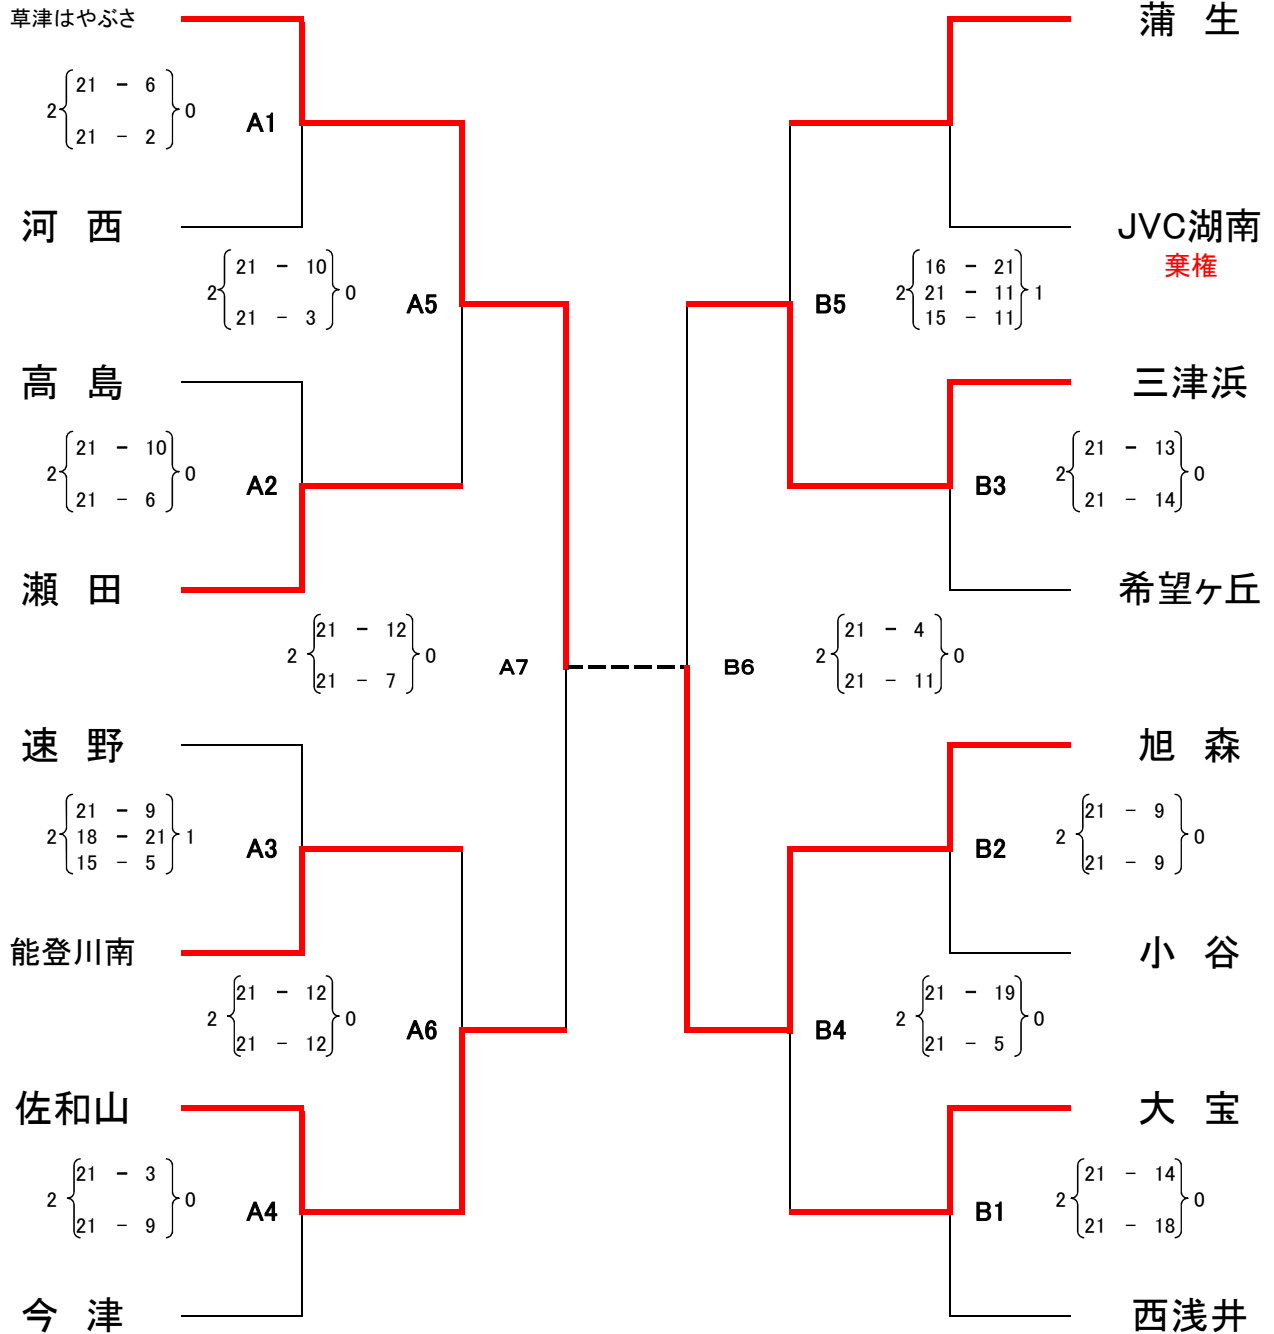 草津はやぶさ
21 - 6
2 0
21 - 2
A1
河 西
21 - 10
2 0
21 - 3
A5
高 島
21 - 10
2 0
21 - 6
A2
瀬 田
21 - 12
2 0
21 - 7
A7
速 野
21 - 9
2 18 - 21 1
15 - 5
A3
能登川南
21 - 12
2 0
21 - 12
A6
佐和山
21 - 3
2 0
21 - 9
A4
今 津
蒲 生
JVC湖南
棄権
16 - 21
2 21 - 11 1
15 - 11
B5
三津浜
21 - 13
2 0
21 - 14
B3
希望ヶ丘
21 - 4
2 0
21 - 11
B6
旭 森
21 - 9
2 0
21 - 9
B2
小 谷
21 - 19
2 0
21 - 5
B4
大 宝
21 - 14
2 0
21 - 18
B1
西浅井